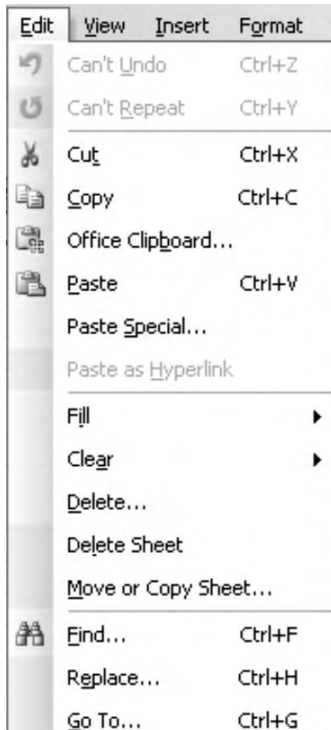 Edit View Insert Format
Can't Undo Ctrl+Z
Can't Repeat Ctrl+Y
Cut Ctrl+X
Copy Ctrl+C
Office Clipboard...
Paste Ctrl+V
Paste Special...
Paste as Hyperlink
Fill
Clear
Delete...
Delete Sheet
Move or Copy Sheet...
Find... Ctrl+F
Replace... Ctrl+H
Go To... Ctrl+G